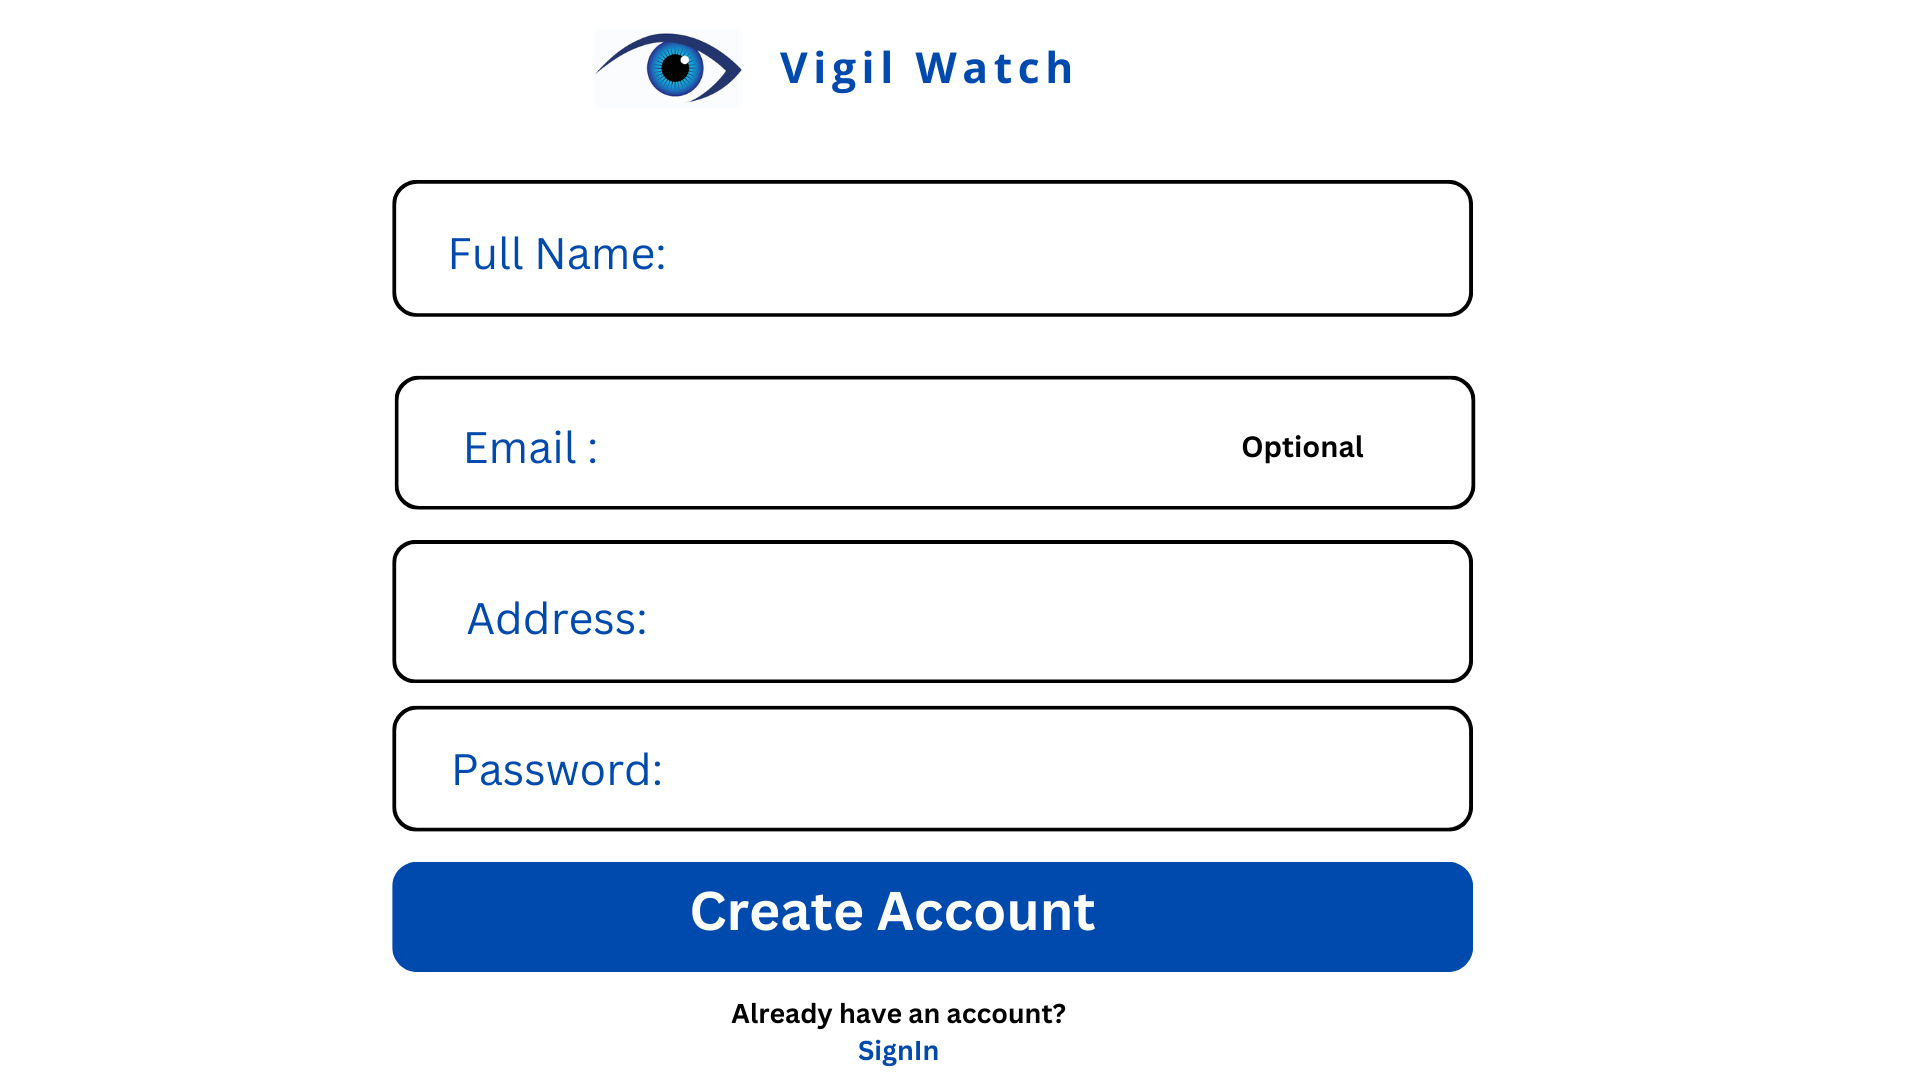 Vigil Watch
Full Name:
Email : Optional
Address:
Password:
Create Account
Already have an account?
SignIn